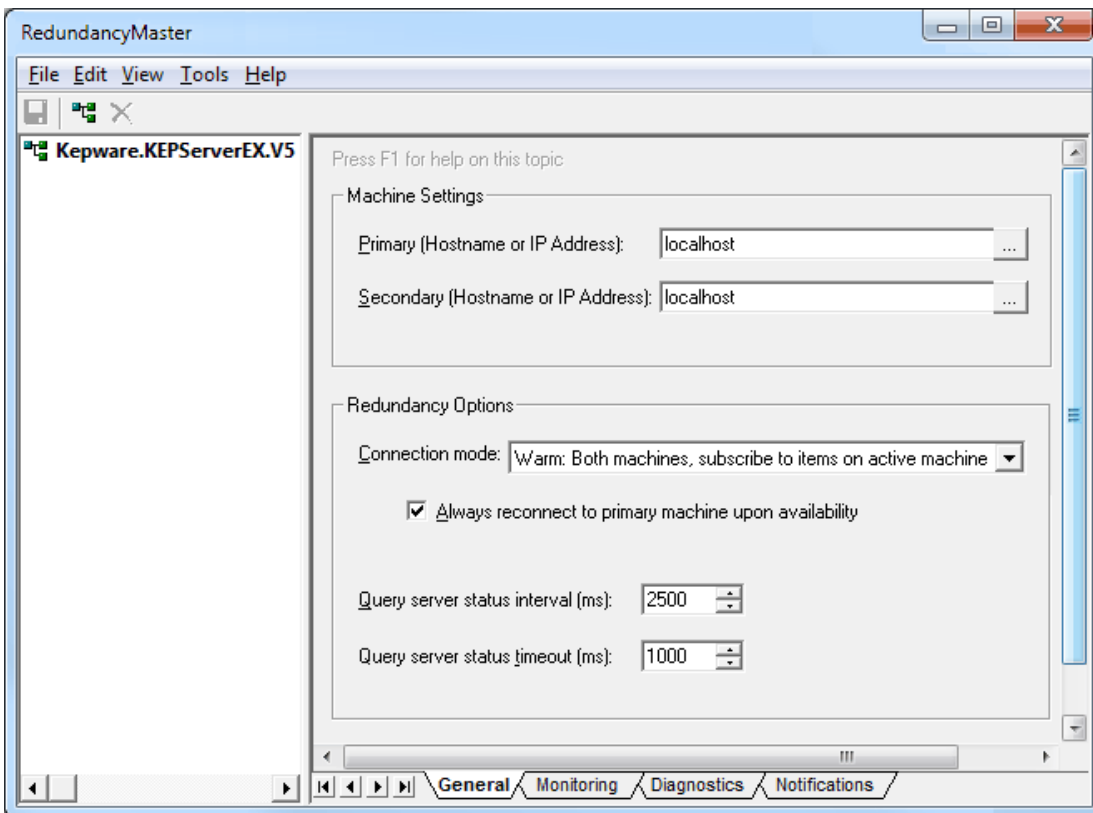 RedundancyMaster
File Edit View Tools Help
Kepware.KEPServerEX.V5
Press F1 for help on this topic
Machine Settings
Primary (Hostname or IP Address): localhost ...
Secondary (Hostname or IP Address): localhost ...
Redundancy Options
Connection mode: Warm: Both machines, subscribe to items on active machine
Always reconnect to primary machine upon availability
Query server status interval (ms): 2500
Query server status timeout (ms): 1000
General Monitoring Diagnostics Notifications